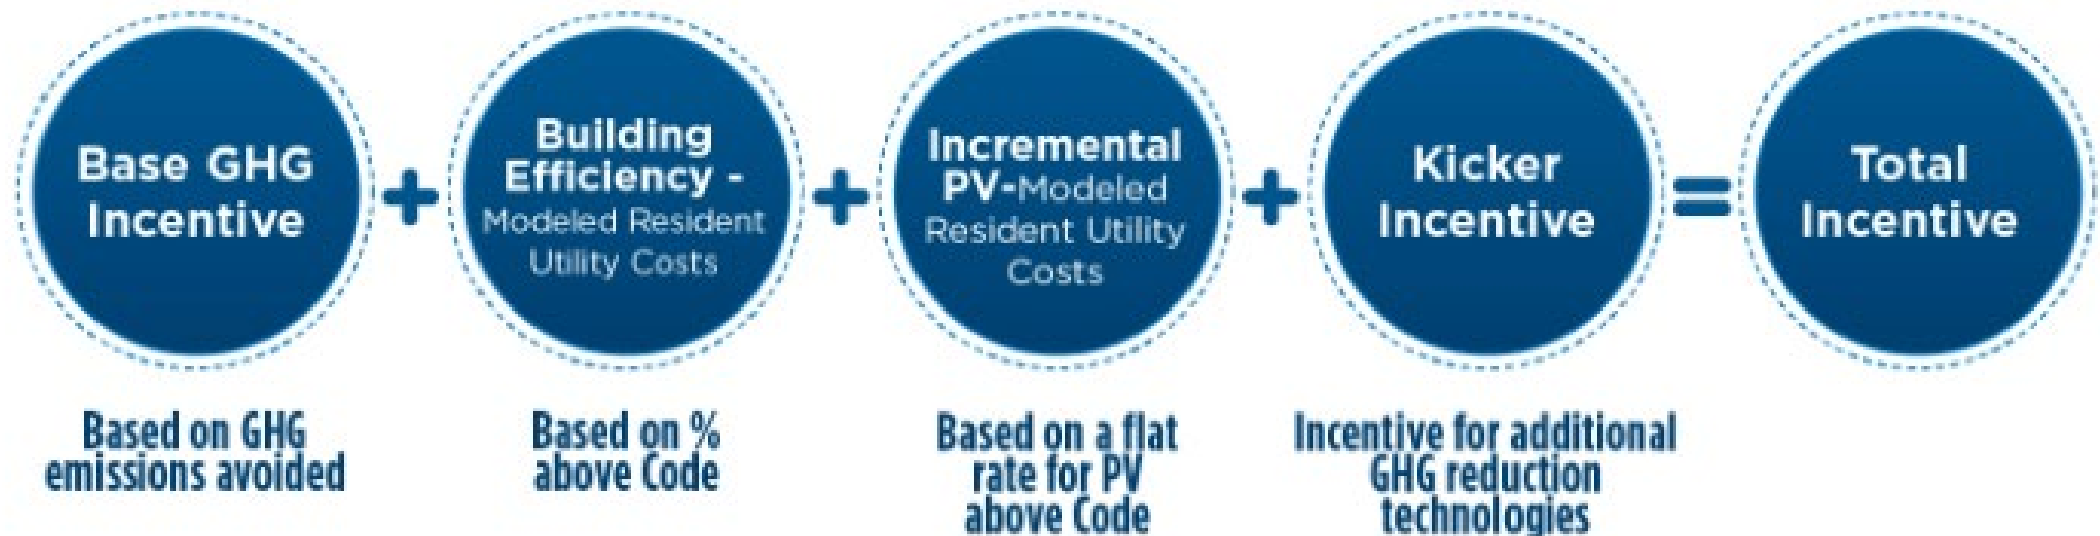 Base GHG
Incentive
+
Building
Efficiency -
Modeled Resident
Utility Costs
+
Incremental
PV-Modeled
Resident Utility
Costs
+
Kicker
Incentive
=
Total
Incentive
Based on GHG
emissions avoided
Based on %
above Code
Based on a flat
rate for PV
above Code
Incentive for additional
GHG reduction
technologies